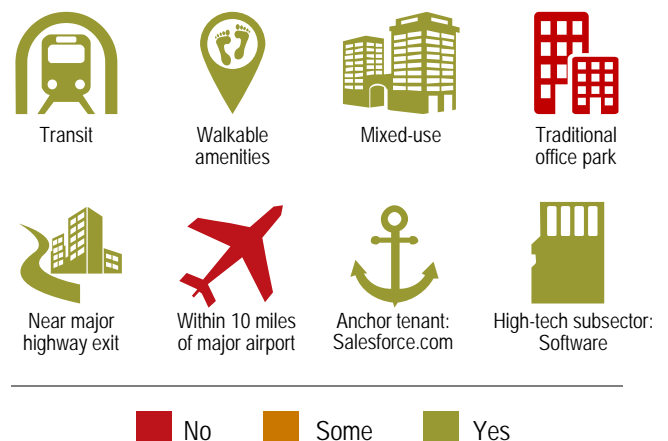 Transit
Walkable
amenities
Mixed-use
Traditional
office park
Near major
highway exit
Within 10 miles
of major airport
Anchor tenant:
Salesforce.com
High-tech subsector:
Software
No
Some
Yes